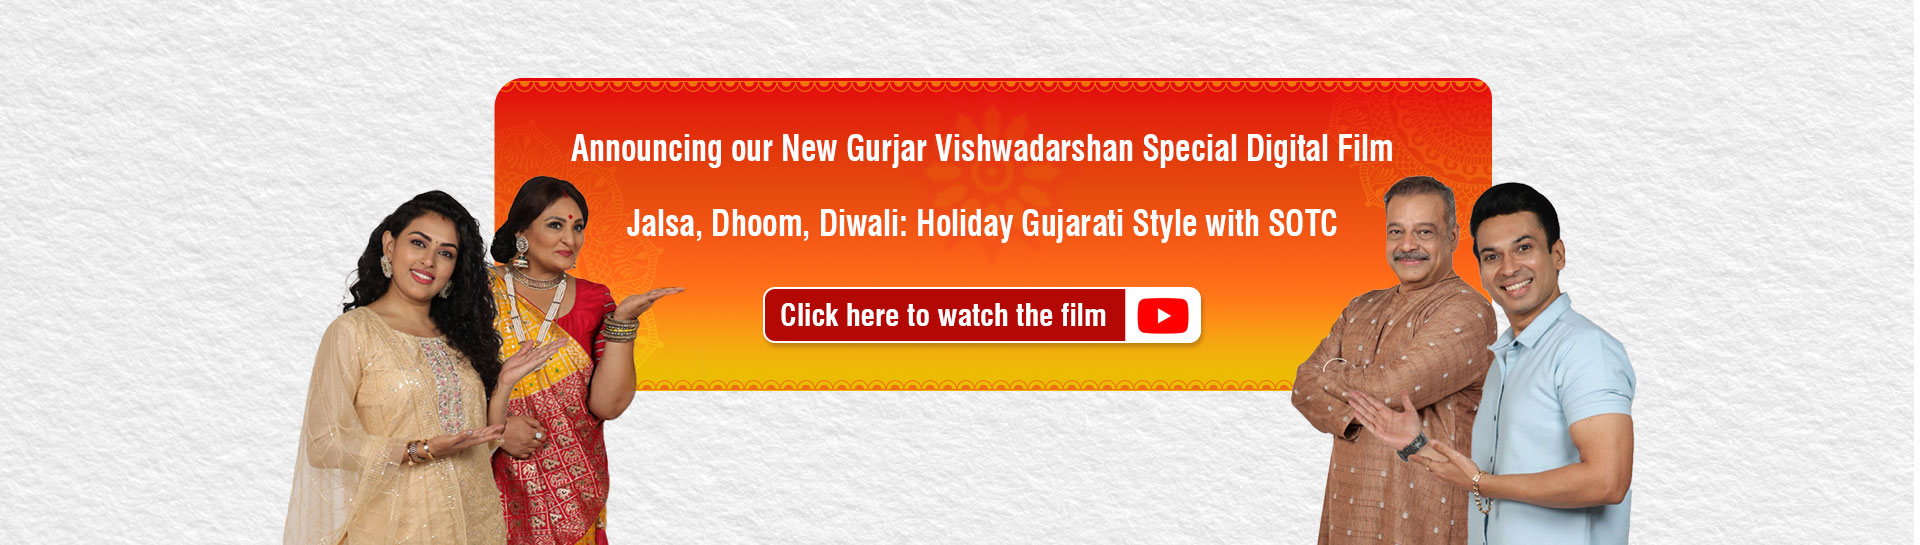 Announcing our New Gurjar Vishwadarshan Special Digital Film
Jalsa, Dhoom, Diwali: Holiday Gujarati Style with SOTC
Click here to watch the film